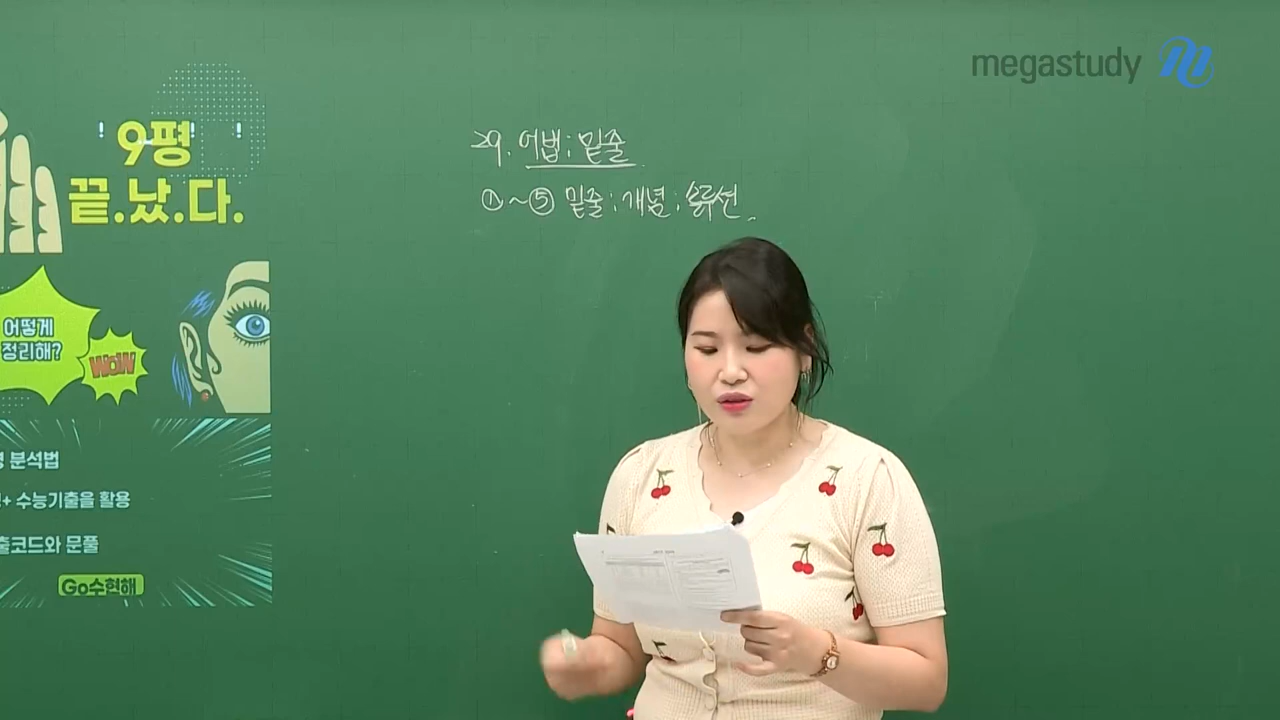 megastudy
! 9평 !
끝.났.다.
어떻게
정리해?
WOW
분석법
+ 수능기출을 활용
출코드와 문풀
Go수현해
29. 어법 ; 밑줄
①~⑤ 밑줄 ; 개념 ; 순류선